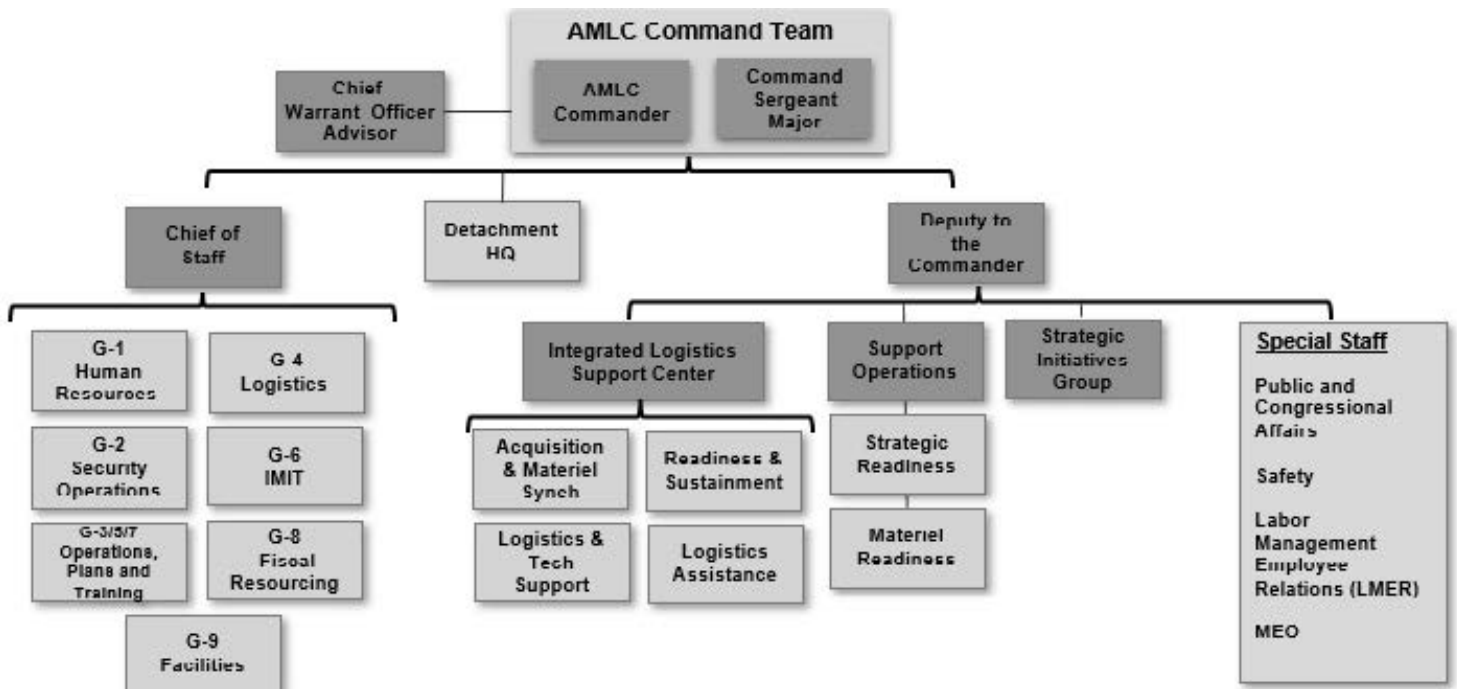 AMLC Command Team
Chief
Warrant Officer
Advisor
AMLC
Commander
Command
Sergeant
Major
Chief of
Staff
Detachment
HQ
Deputy to
the
Commander
G-1
Human
Resources
G-4
Logistics
G-2
Security
Operations
G-6
IMIT
G-3/5/7
Operations,
Plans and
Training
G-8
Fiscal
Resourcing
G-9
Facilities
Integrated Logistics
Support Center
Acquisition
& Materiel
Synch
Readiness &
Sustainment
Logistics &
Tech
Support
Logistics
Assistance
Support
Operations
Strategic
Readiness
Materiel
Readiness
Strategic
Initiatives
Group
Special Staff
Public and
Congressional
Affairs
Safety
Labor
Management
Employee
Relations (LMER)
MEO